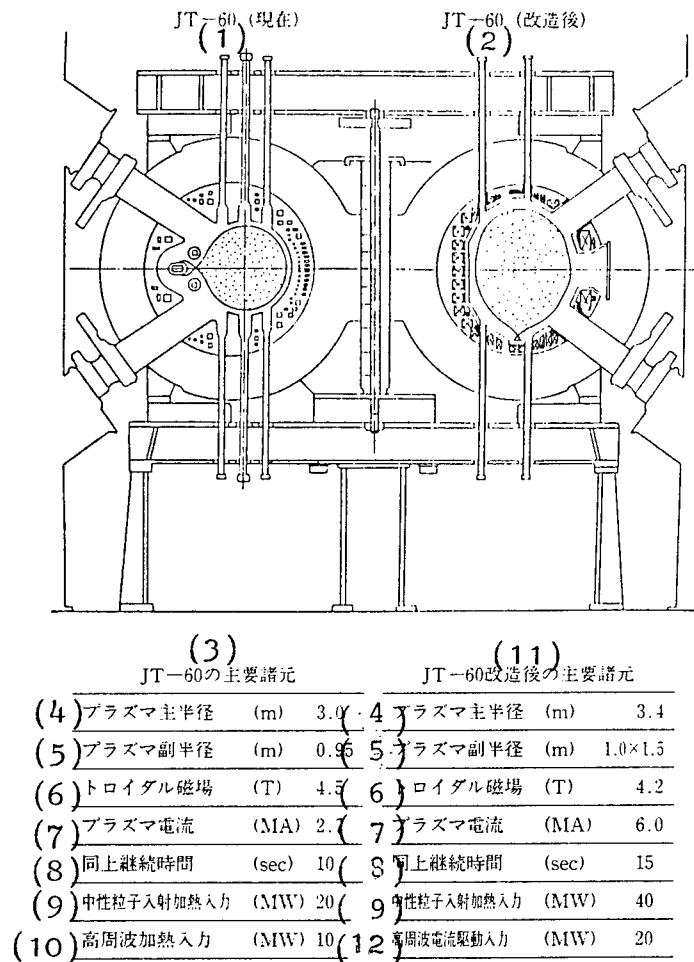 JT-60 (現在)
(1)
JT-60 (改造後)
(2)
(3)
JT-60の主要諸元
(4) プラズマ主半径 (m) 3.0
(5) プラズマ副半径 (m) 0.95
(6) トロイダル磁場 (T) 4.5
(7) プラズマ電流 (MA) 2.7
(8) 同上継続時間 (sec) 10
(9) 中性粒子入射加熱入力 (MW) 20
(10) 高周波加熱入力 (MW) 10
(11)
JT-60改造後の主要諸元
(4) プラズマ主半径 (m) 3.4
(5) プラズマ副半径 (m) 1.0×1.5
(6) トロイダル磁場 (T) 4.2
(7) プラズマ電流 (MA) 6.0
(8) 同上継続時間 (sec) 15
(9) 中性粒子入射加熱入力 (MW) 40
(12) 高周波電流駆動入力 (MW) 20